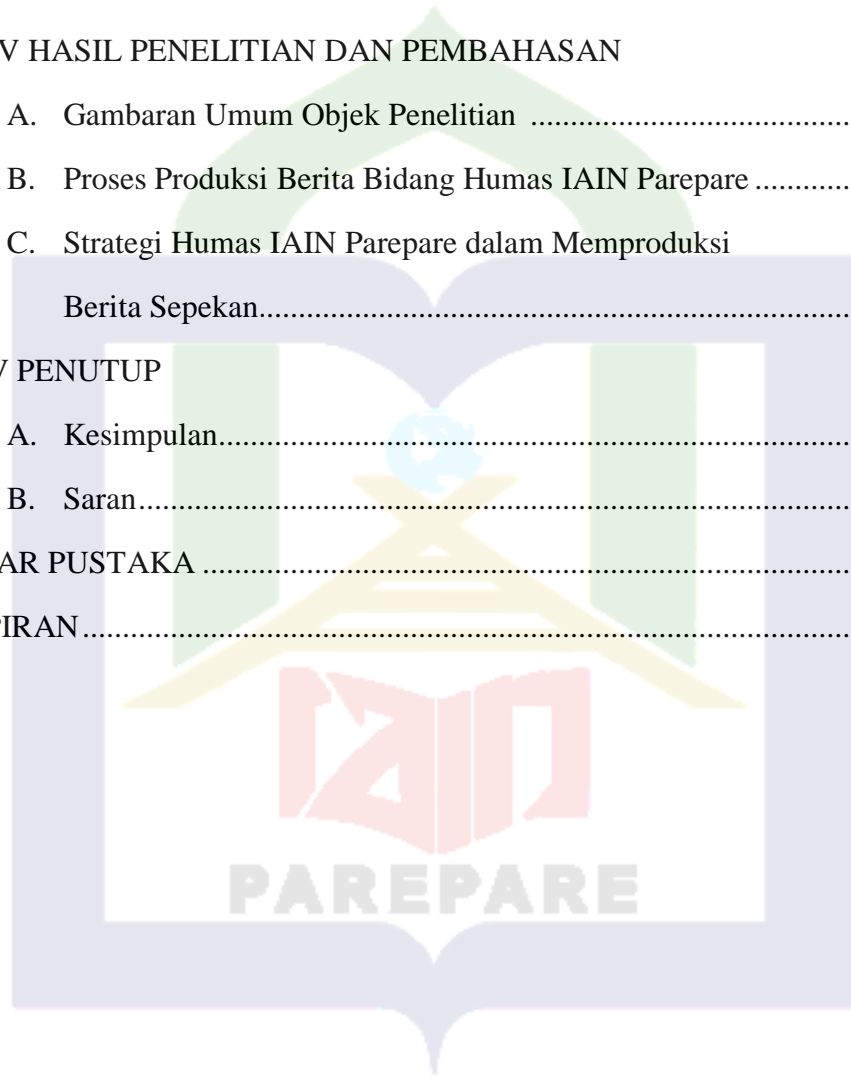 V HASIL PENELITIAN DAN PEMBAHASAN
A. Gambaran Umum Objek Penelitian ........................................
B. Proses Produksi Berita Bidang Humas IAIN Parepare ............
C. Strategi Humas IAIN Parepare dalam Memproduksi
Berita Sepekan...........................................................................
V PENUTUP
A. Kesimpulan................................................................................
B. Saran..........................................................................................
AR PUSTAKA ..................................................................................
PIRAN.................................................................................................
iain
PAREPARE